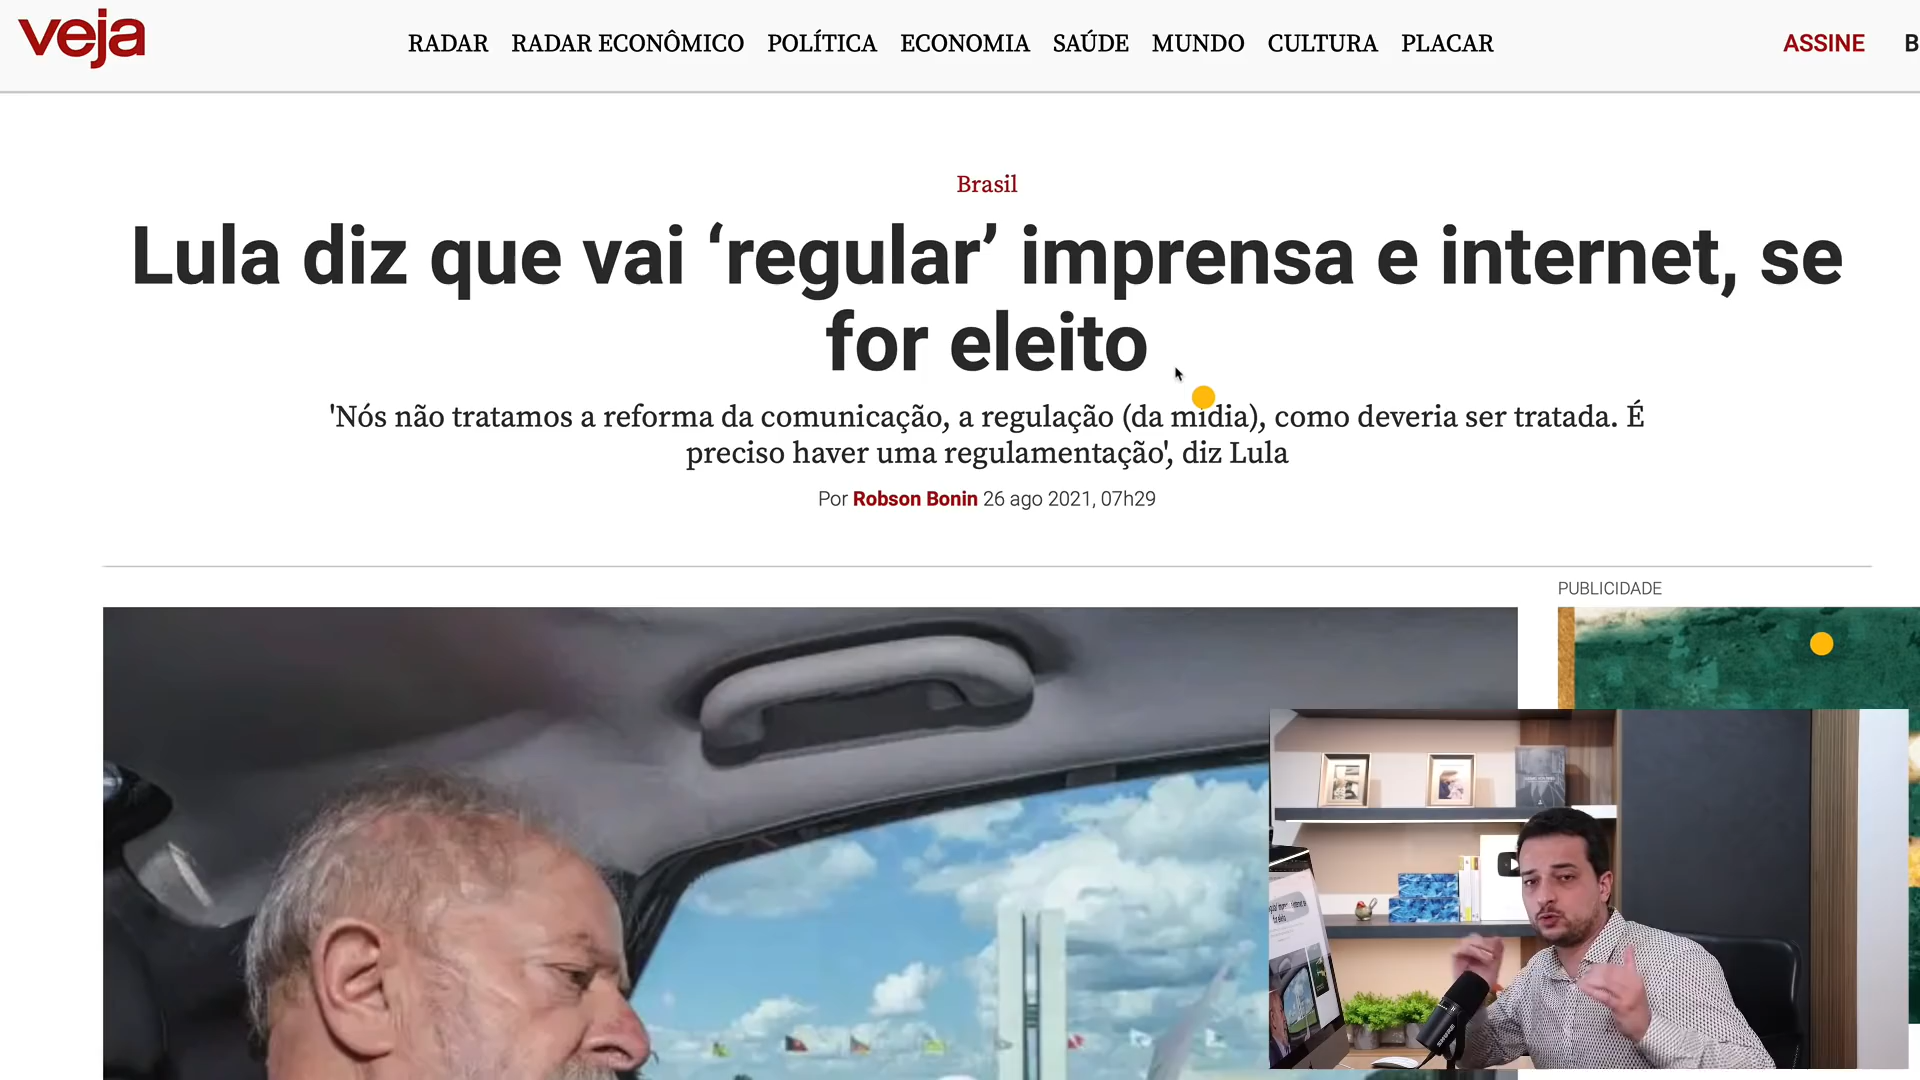 veja
RADAR RADAR ECONÔMICO POLÍTICA ECONOMIA SAÚDE MUNDO CULTURA PLACAR
ASSINE
Brasil
Lula diz que vai ‘regular’ imprensa e internet, se
for eleito
'Nós não tratamos a reforma da comunicação, a regulação (da mídia), como deveria ser tratada. É
preciso haver uma regulamentação', diz Lula
Por Robson Bonin 26 ago 2021, 07h29
PUBLICIDADE